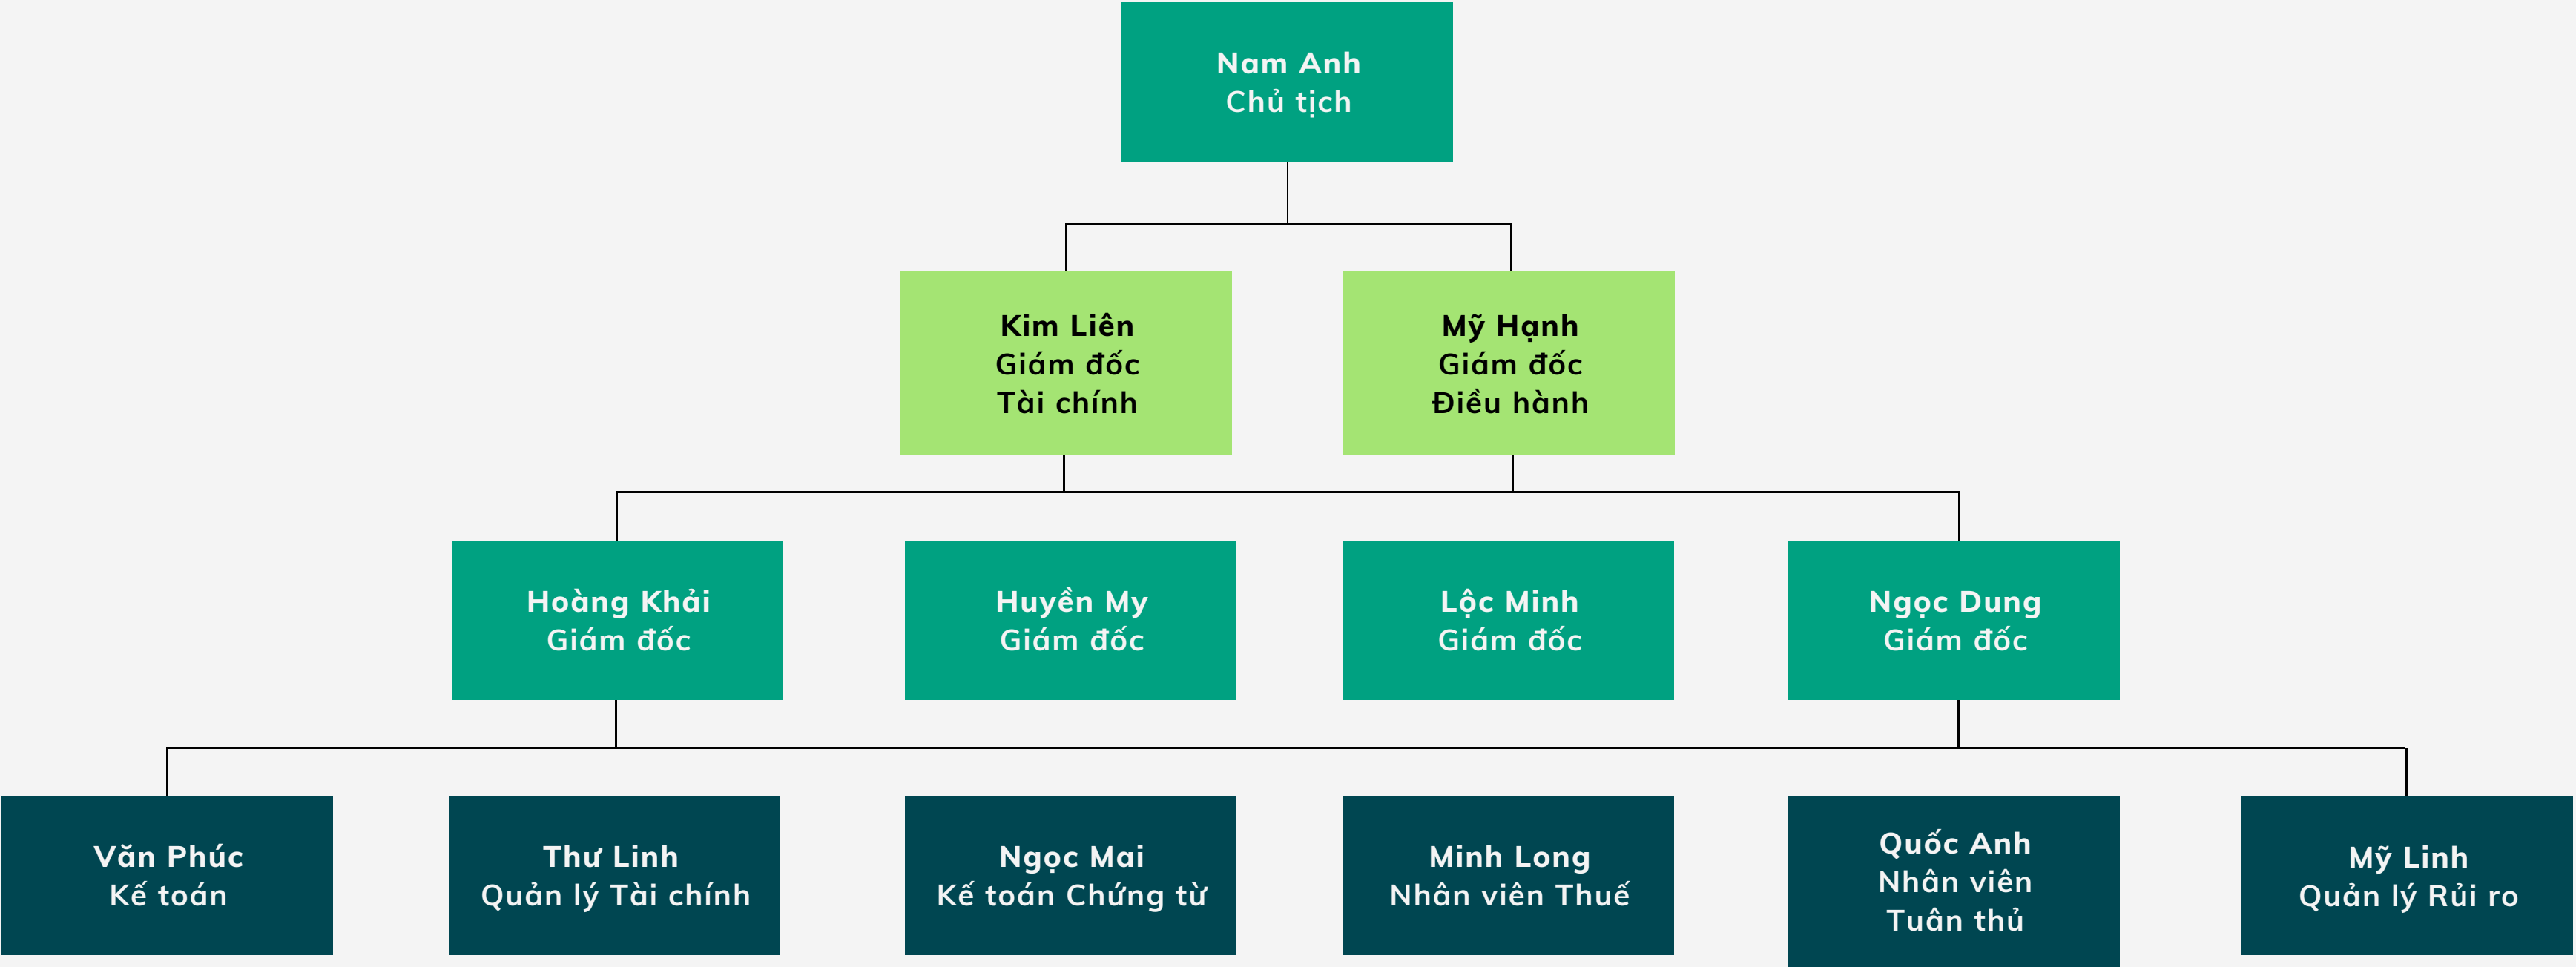 Nam Anh
Chủ tịch
Kim Liên
Giám đốc
Tài chính
Mỹ Hạnh
Giám đốc
Điều hành
Hoàng Khải
Giám đốc
Huyền My
Giám đốc
Lộc Minh
Giám đốc
Ngọc Dung
Giám đốc
Văn Phúc
Kế toán
Thư Linh
Quản lý Tài chính
Ngọc Mai
Kế toán Chứng từ
Minh Long
Nhân viên Thuế
Quốc Anh
Nhân viên
Tuân thủ
Mỹ Linh
Quản lý Rủi ro